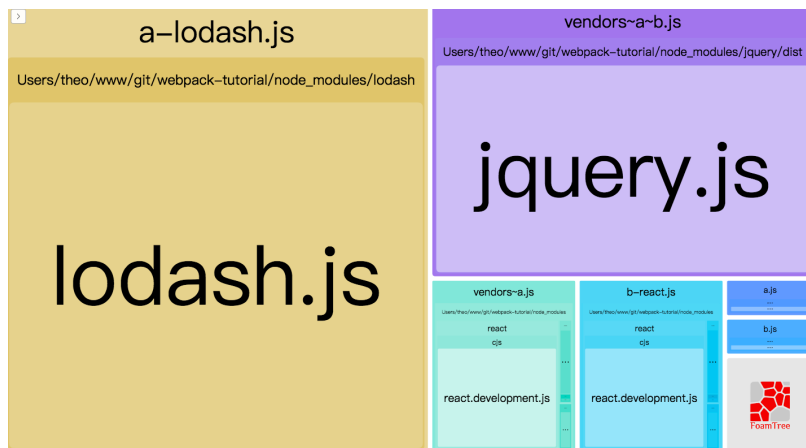 a-lodash.js
Users/theo/www/git/webpack-tutorial/node_modules/lodash
lodash.js
vendors~a~b.js
Users/theo/www/git/webpack-tutorial/node_modules/jquery/dist
jquery.js
vendors~a.js
Users/theo/www/git/webpack-tutorial/node_modules
react
cjs
react.development.js
...
...
...
b-react.js
Users/theo/www/git/webpack-tutorial/node_modules
react
cjs
react.development.js
...
...
...
a.js
...
...
b.js
...
...
FoamTree